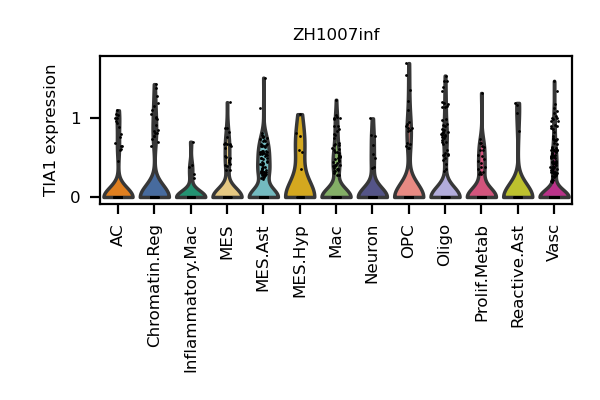 ZH1007inf
TIA1 expression
1
0
AC
Chromatin.Reg
Inflammatory.Mac
MES
MES.Ast
MES.Hyp
Mac
Neuron
OPC
Oligo
Prolif.Metab
Reactive.Ast
Vasc